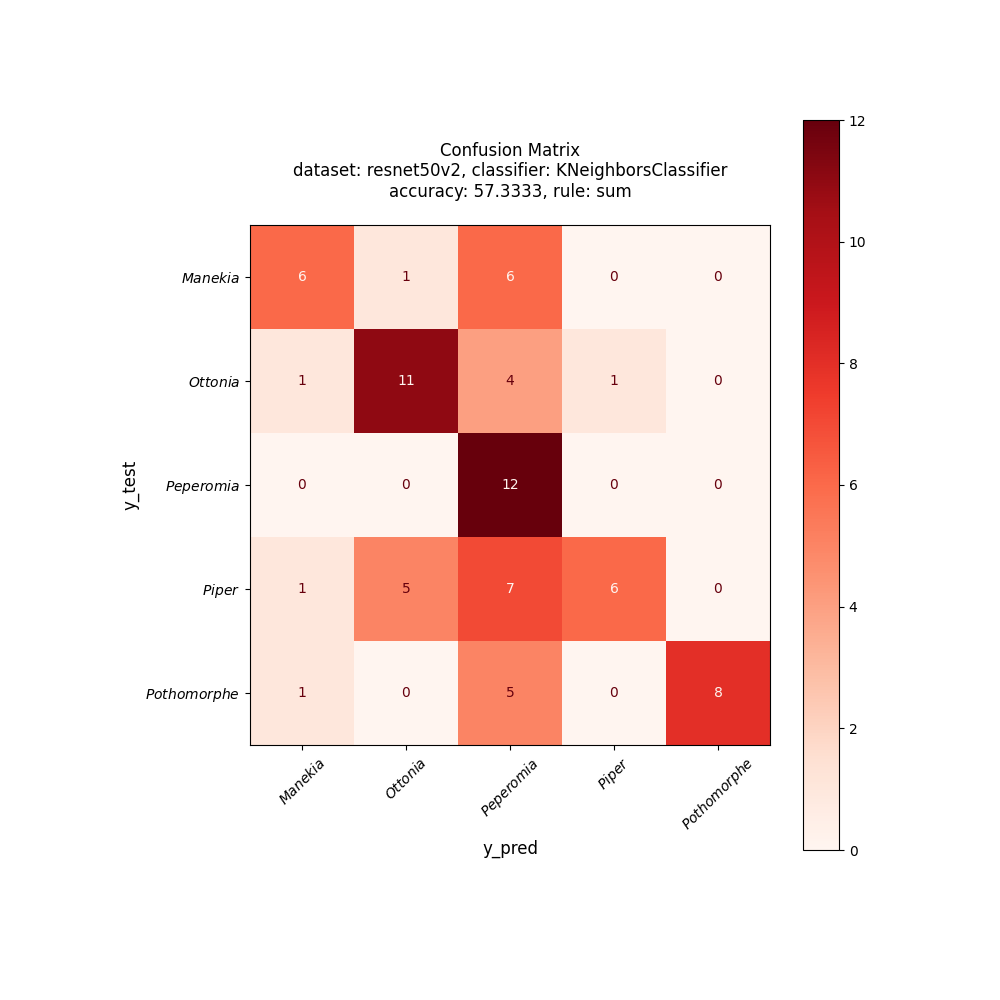 Confusion Matrix
dataset: resnet50v2, classifier: KNeighborsClassifier
accuracy: 57.3333, rule: sum
y_test
Manekia 6 1 6 0 0
Ottonia 1 11 4 1 0
Peperomia 0 0 12 0 0
Piper 1 5 7 6 0
Pothomorphe 1 0 5 0 8
Manekia Ottonia Peperomia Piper Pothomorphe
y_pred
12
10
8
6
4
2
0